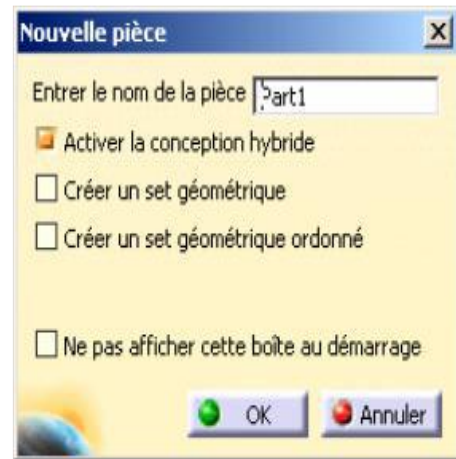 Nouvelle pièce
Entrer le nom de la pièce Part1
Activer la conception hybride
Créer un set géométrique
Créer un set géométrique ordonné
Ne pas afficher cette boîte au démarrage
OK Annuler